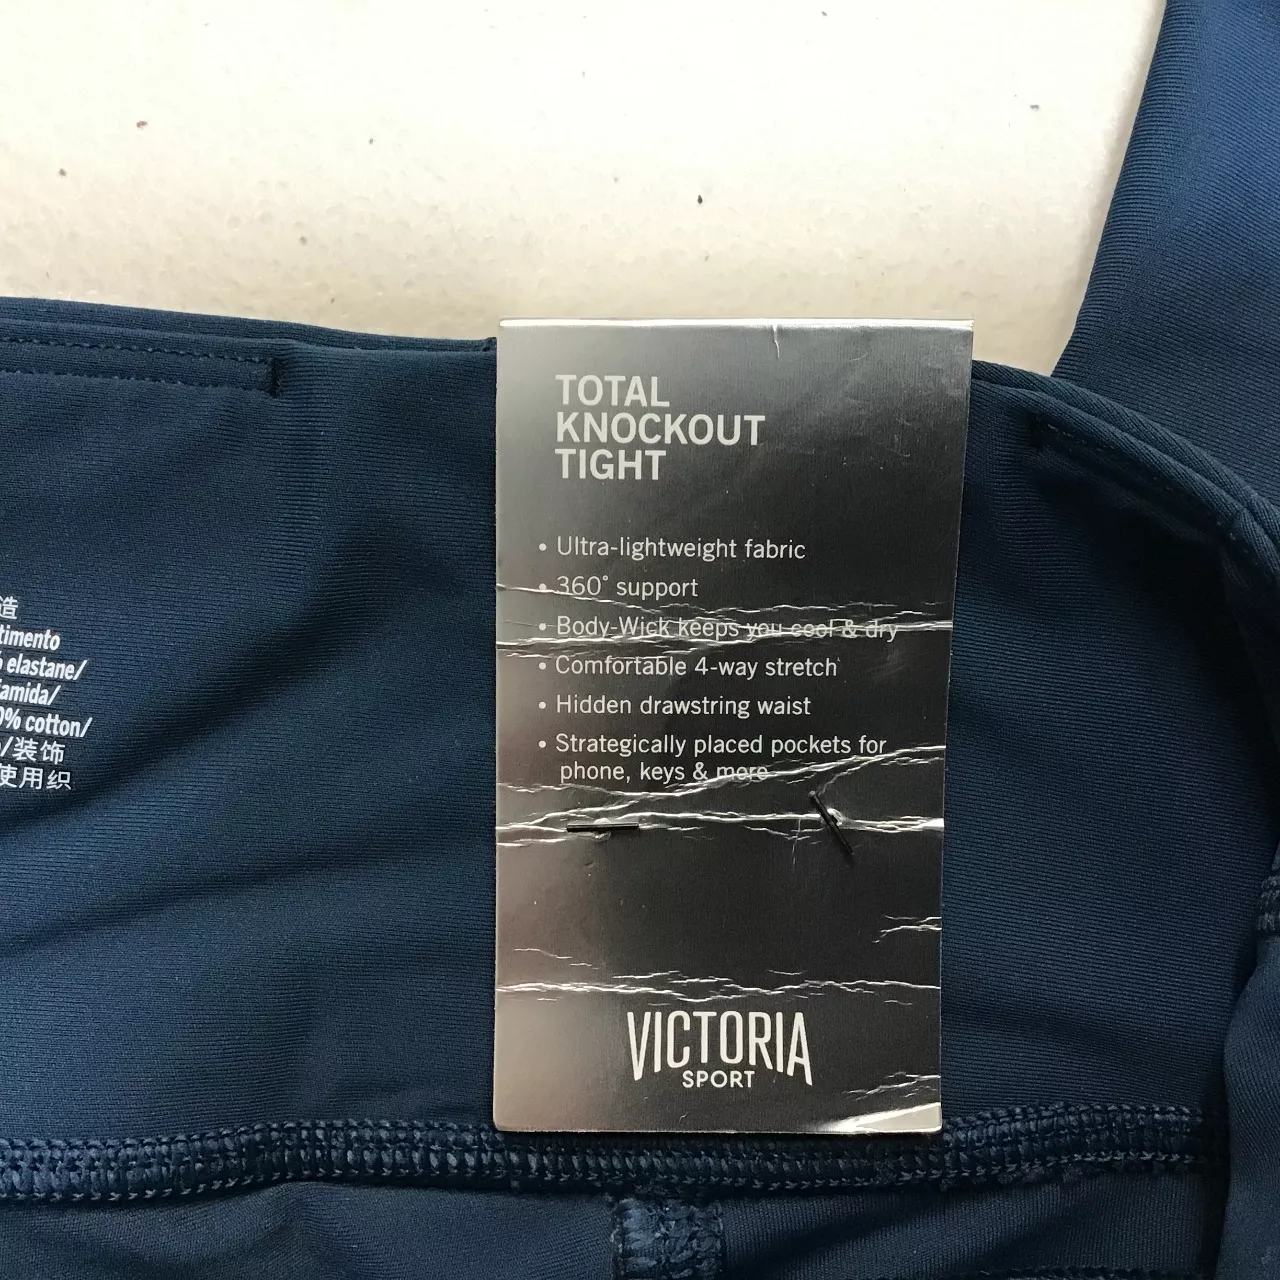 TOTAL
KNOCKOUT
TIGHT
• Ultra-lightweight fabric
• 360° support
• Body-Wick keeps you cool & dry
• Comfortable 4-way stretch
• Hidden drawstring waist
• Strategically placed pockets for
phone, keys & more
VICTORIA
SPORT
造
timento
elastane/
amida/
0% cotton/
/装饰
使用织